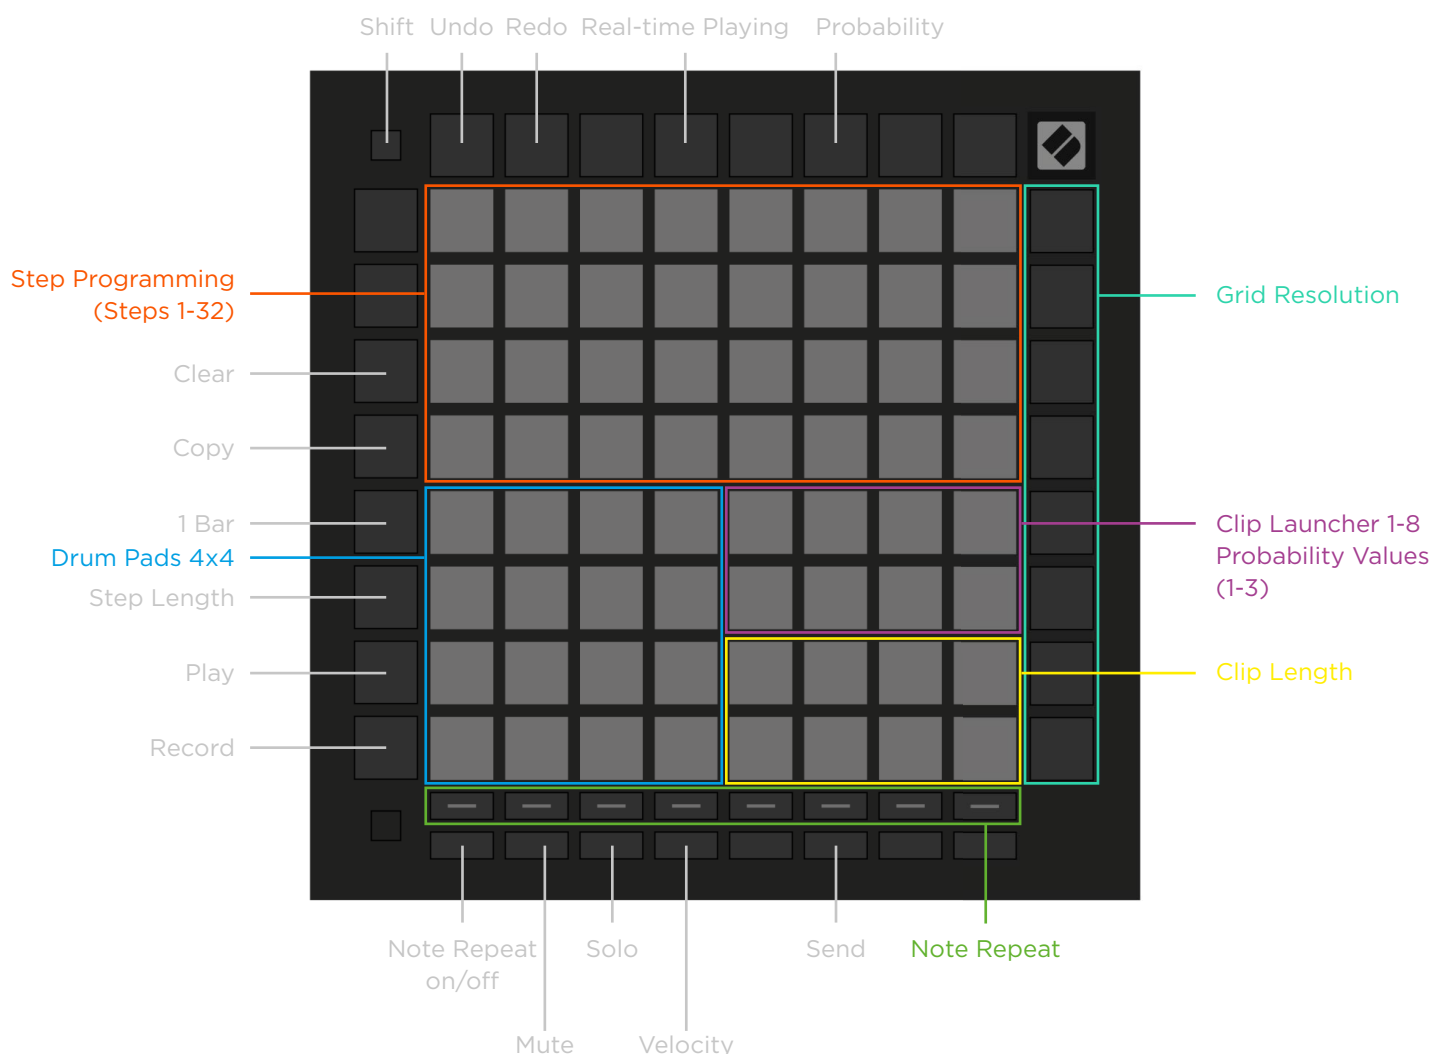 Shift Undo Redo Real-time Playing Probability
Step Programming
(Steps 1-32)
Grid Resolution
Clear
Copy
1 Bar
Clip Launcher 1-8
Probability Values
(1-3)
Drum Pads 4x4
Step Length
Play
Clip Length
Record
Note Repeat
on/off
Solo
Send
Note Repeat
Mute
Velocity